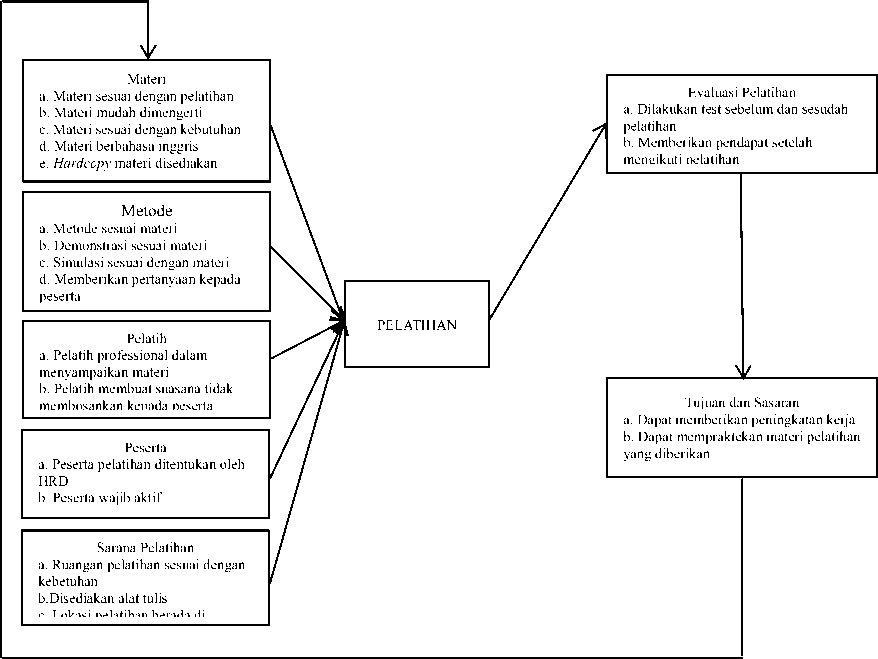 Materi
a. Materi sesuai dengan pelatihan
b. Materi mudah dimengerti
c. Materi sesuai dengan kebutuhan
d. Materi berbahasa inggris
e. Hardcopy materi disediakan
Metode
a. Metode sesuai materi
b. Demonstrasi sesuai materi
c. Simulasi sesuai dengan materi
d. Memberikan pertanyaan kepada
peserta
Pelatih
a. Pelatih professional dalam
menyampaikan materi
b. Pelatih membuat suasana tidak
membosankan kepada peserta
Peserta
a. Peserta pelatihan ditentukan oleh
HRD
b. Peserta wajib aktif
Sarana Pelatihan
a. Ruangan pelatihan sesuai dengan
kebetuhan
b.Disediakan alat tulis
c. Lokasi pelatihan berada di
PELATIHAN
Evaluasi Pelatihan
a. Dilakukan test sebelum dan sesudah
pelatihan
b. Memberikan pendapat setelah
mengikuti pelatihan
Tujuan dan Sasaran
a. Dapat memberikan peningkatan kerja
b. Dapat mempraktekan materi pelatihan
yang diberikan